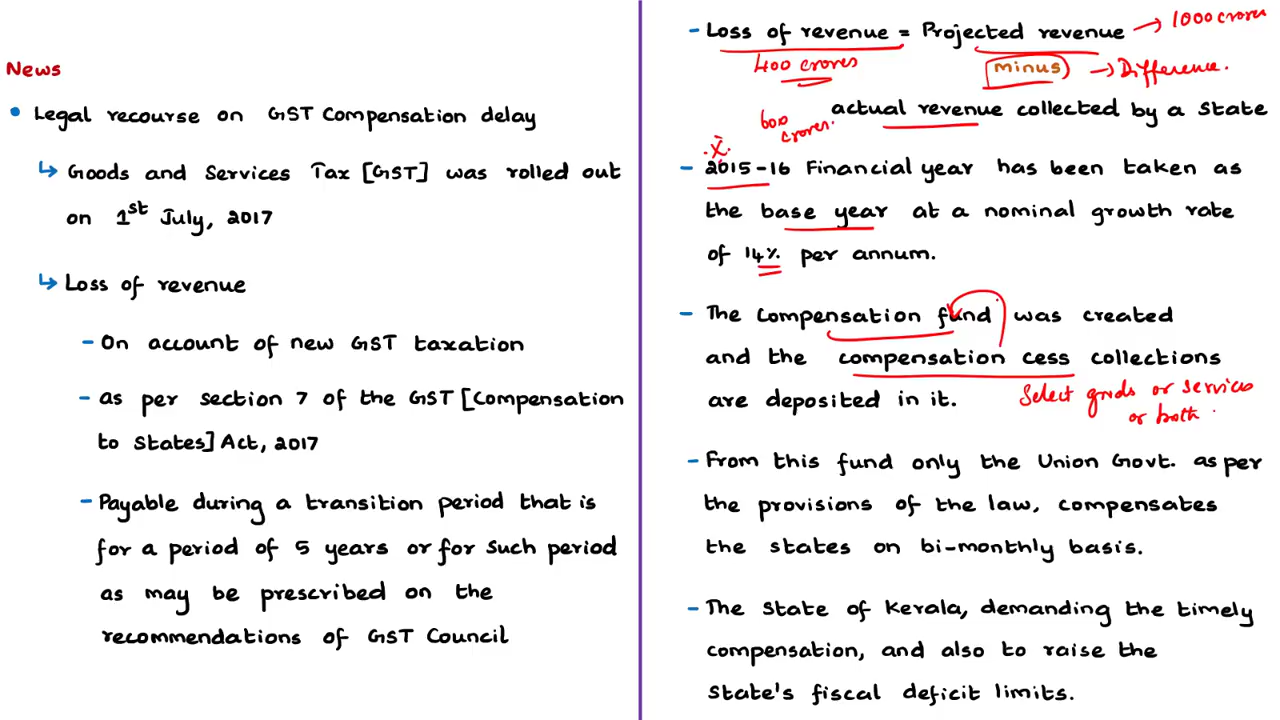 News
• Legal recourse on GST Compensation delay
↳ Goods and Services Tax [GST] was rolled out
on 1st July, 2017
↳ Loss of revenue
- On account of new GST taxation
- as per section 7 of the GST [Compensation
to States] Act, 2017
- Payable during a transition period that is
for a period of 5 years or for such period
as may be prescribed on the
recommendations of GST Council
- Loss of revenue = Projected revenue → 1000 crores
400 crores minus → Difference.
actual revenue collected by a State
600
crores.
X
- 2015-16 Financial year has been taken as
the base year at a nominal growth rate
of 14% per annum.
- The Compensation fund was created
and the compensation cess collections
are deposited in it.
Select goods or services
or both
- From this fund only the Union Govt. as per
the provisions of the law, compensates
the states on bi-monthly basis.
- The State of Kerala, demanding the timely
compensation, and also to raise the
State's fiscal deficit limits.